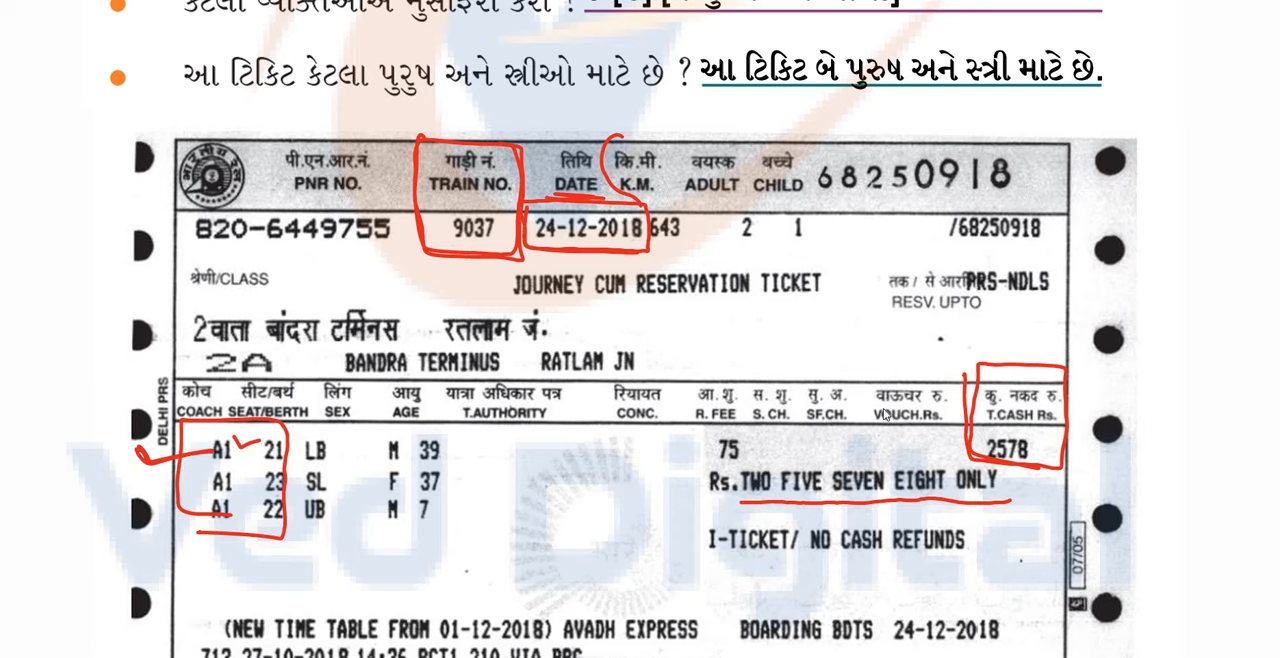 આ ટિકિટ કેટલા પુરુષ અને સ્ત્રીઓ માટે છે ? આ ટિકિટ બે પુરુષ અને સ્ત્રી માટે છે.
पी.एन.आर.नं. गाड़ी नं. तिथि कि.मी. वयस्क बच्चे
PNR NO. TRAIN NO. DATE K.M. ADULT CHILD 68250918
820-6449755 9037 24-12-2018 643 2 1 /68250918
श्रेणी/CLASS JOURNEY CUM RESERVATION TICKET तक / से PRS-NDLS
RESV. UPTO
2वाता बांदरा टर्मिनस रतलाम जं.
2A BANDRA TERMINUS RATLAM JN
कोच सीट/बर्थ लिंग आयु यात्रा अधिकार पत्र रियायत आ.शु. स. शु. सु. अ. वाऊचर रु. कु. नकद रु.
COACH SEAT/BERTH SEX AGE T.AUTHORITY CONC. R. FEE S. CH. SF.CH. VOUCH.Rs. T.CASH Rs.
DELHI PRS
A1 21 LB M 39 75 2578
A1 23 SL F 37 Rs.TWO FIVE SEVEN EIGHT ONLY
A1 22 UB M 7
I-TICKET/ NO CASH REFUNDS
07/05
Ved Digital
(NEW TIME TABLE FROM 01-12-2018) AVADH EXPRESS BOARDING BDTS 24-12-2018